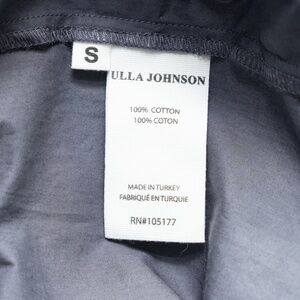 S
ULLA JOHNSON
100% COTTON
100% COTON
MADE IN TURKEY
FABRIQUÉ EN TURQUIE
RN#105177